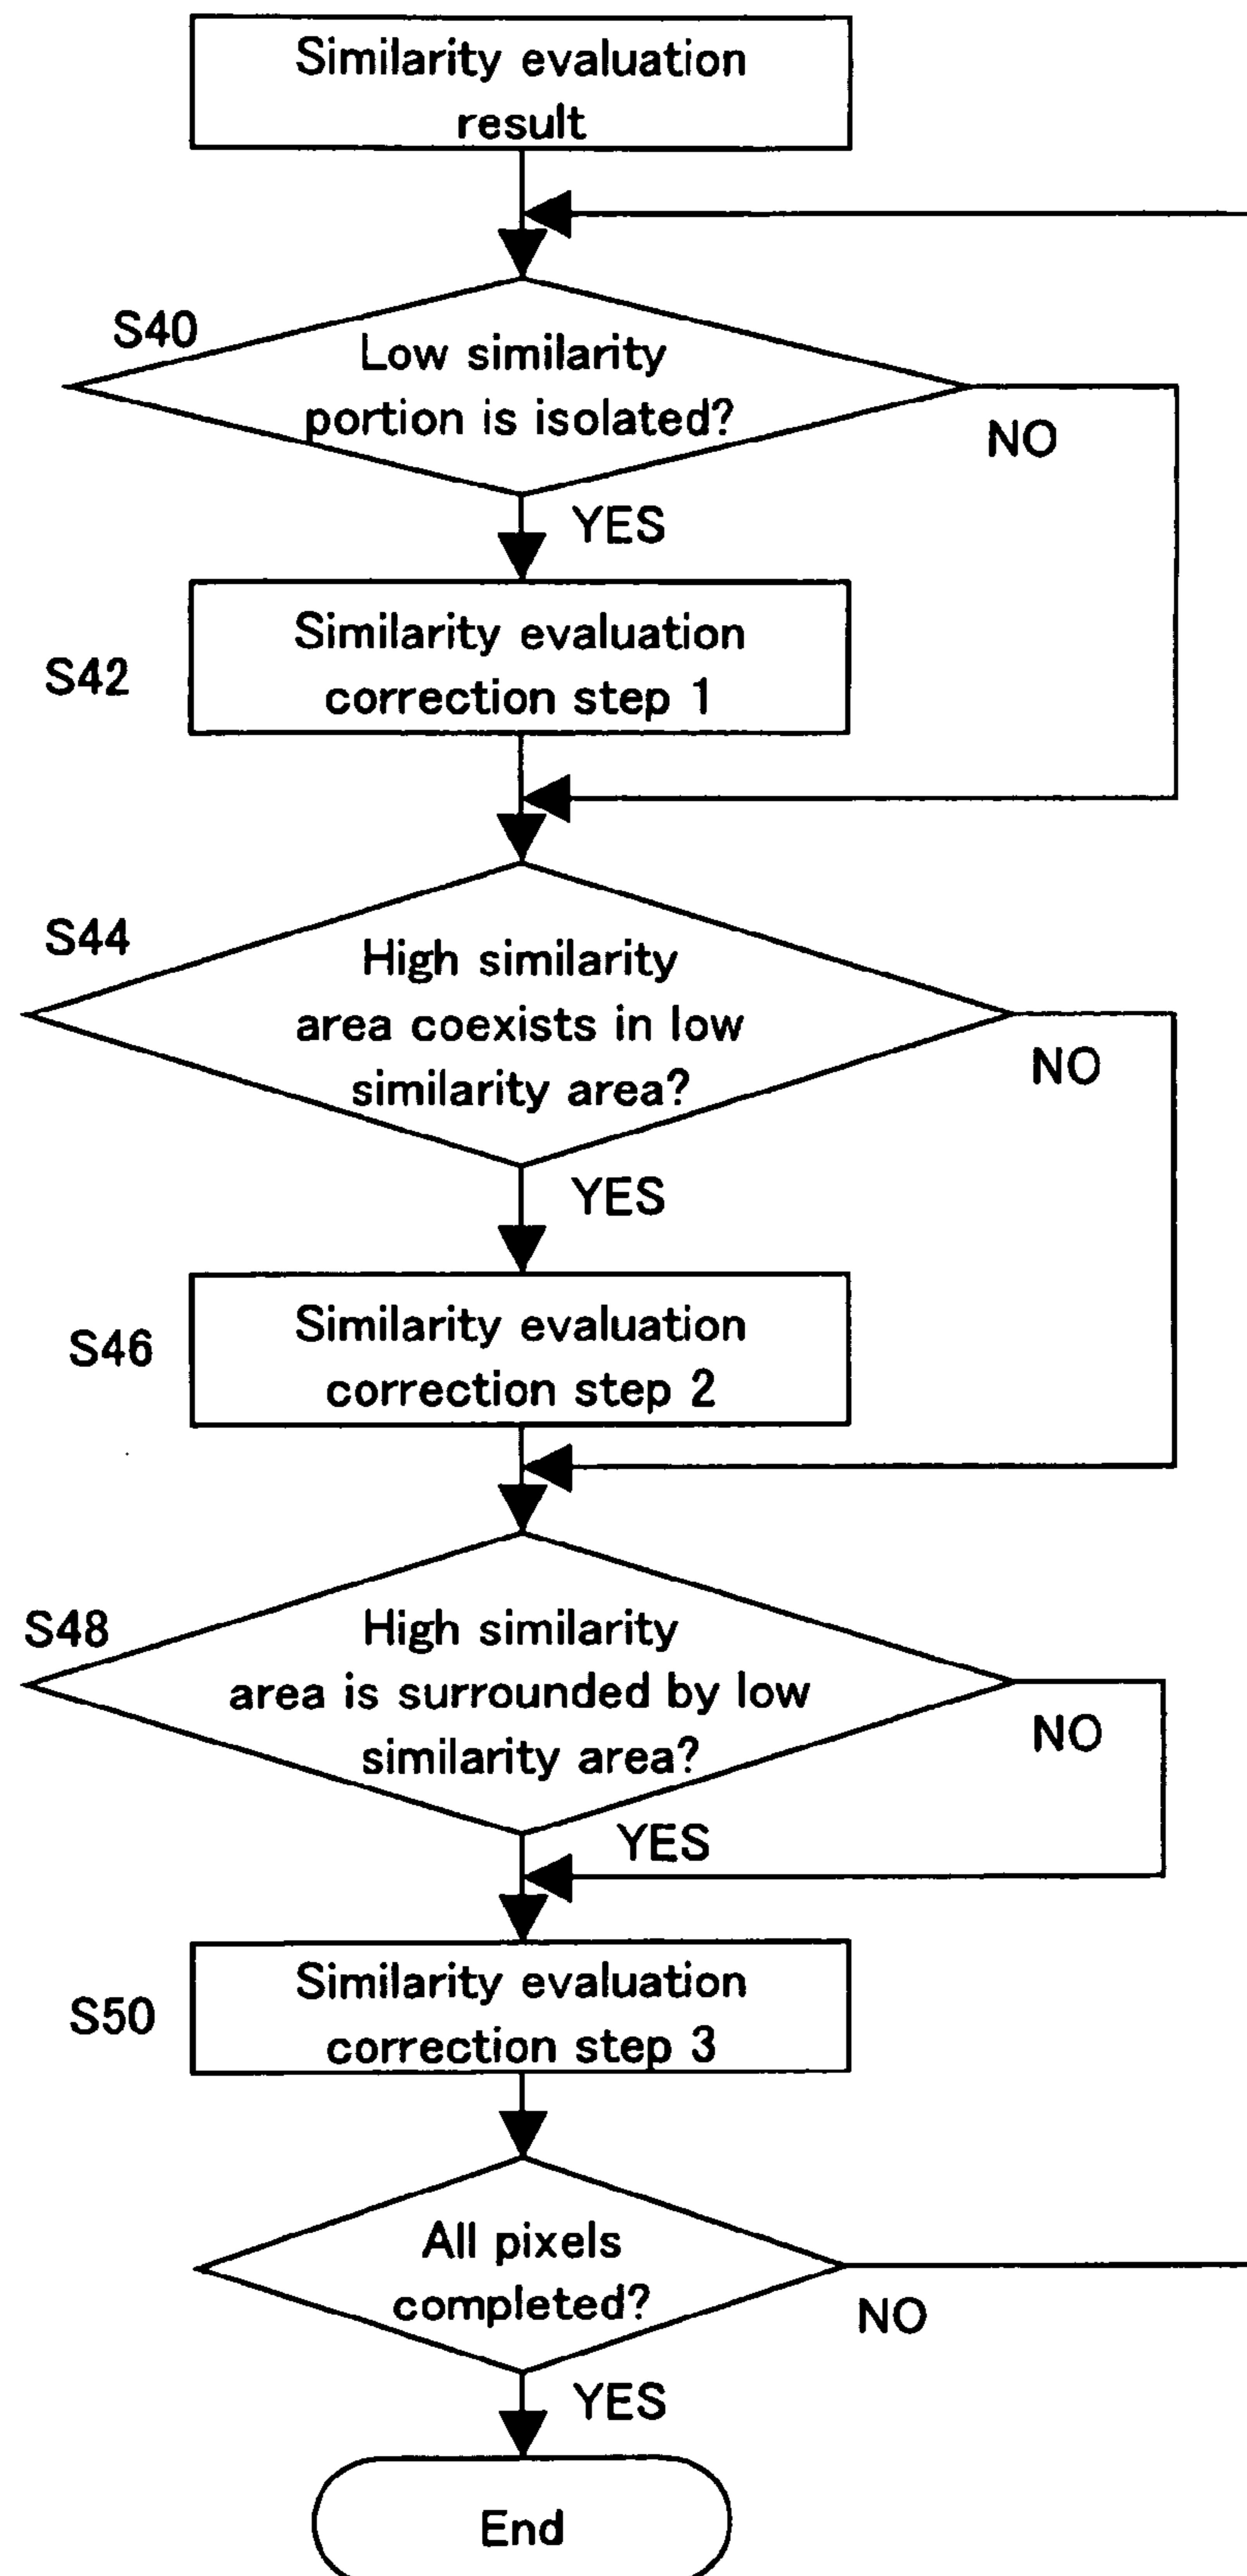 Similarity evaluation
result
S40
Low similarity
portion is isolated?
NO
YES
S42
Similarity evaluation
correction step 1
S44
High similarity
area coexists in low
similarity area?
NO
YES
S46
Similarity evaluation
correction step 2
S48
High similarity
area is surrounded by low
similarity area?
NO
YES
S50
Similarity evaluation
correction step 3
All pixels
completed?
NO
YES
End